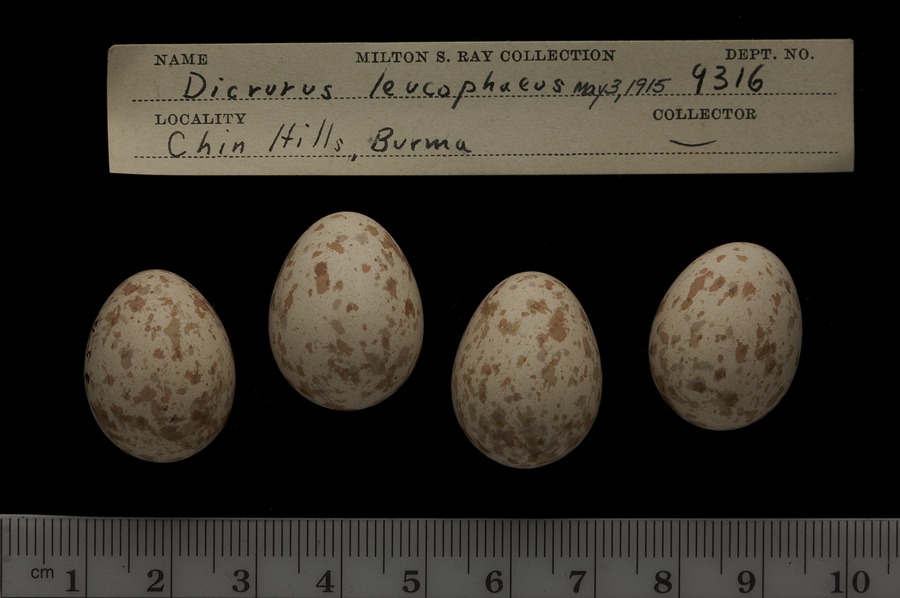 NAME MILTON S. RAY COLLECTION DEPT. NO.
Dicrurus leucophaeus May 3, 1915 9316
LOCALITY COLLECTOR
Chin Hills, Burma
cm 1 2 3 4 5 6 7 8 9 10